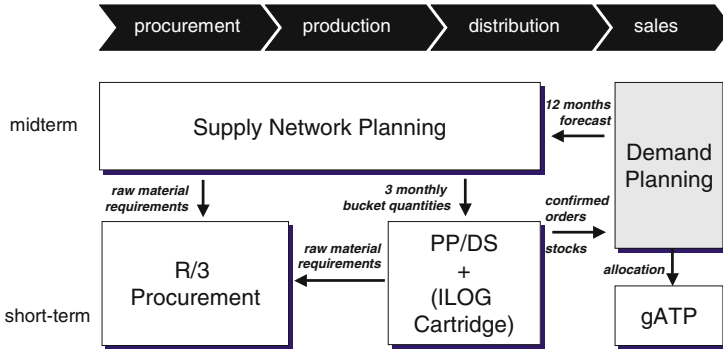 procurement
production
distribution
sales
midterm
Supply Network Planning
12 months
forecast
Demand
Planning
raw material
requirements
3 monthly
bucket quantities
confirmed
orders
stocks
R/3
Procurement
raw material
requirements
PP/DS
+
(ILOG
Cartridge)
allocation
short-term
gATP